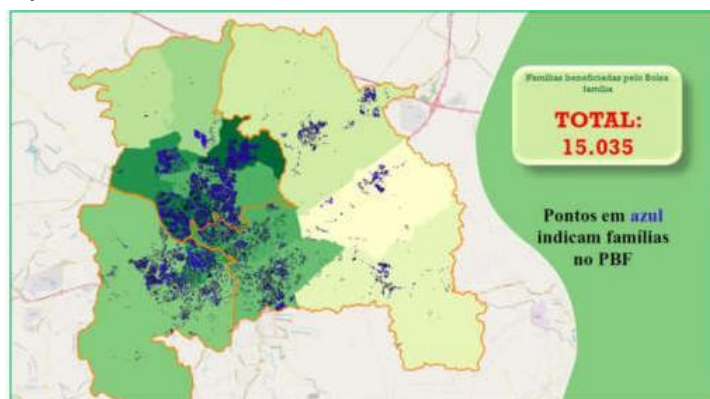 Famílias beneficiadas pelo Bolsa
família
TOTAL:
15.035
Pontos em azul
indicam famílias
no PBF